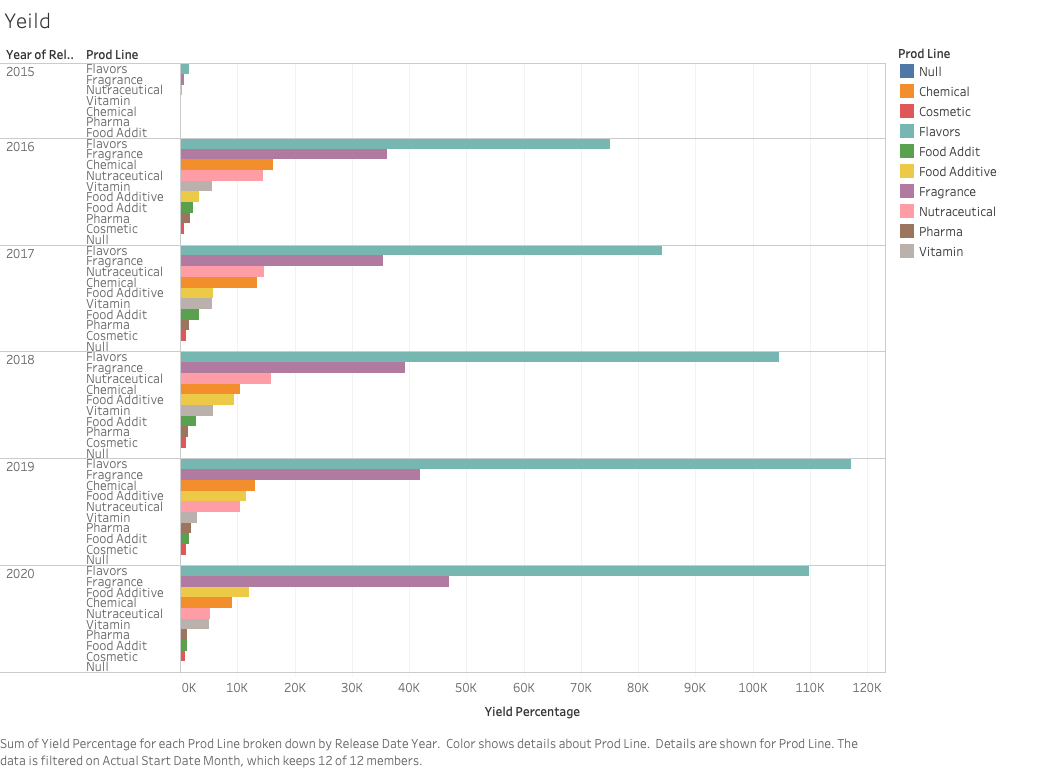 Yeild
Year of Rel.. Prod Line
2015 Flavors
Fragrance
Nutraceutical
Vitamin
Chemical
Pharma
Food Addit
2016 Flavors
Fragrance
Chemical
Nutraceutical
Vitamin
Food Additive
Food Addit
Pharma
Cosmetic
Null
2017 Flavors
Fragrance
Nutraceutical
Chemical
Food Additive
Vitamin
Food Addit
Pharma
Cosmetic
Null
2018 Flavors
Fragrance
Nutraceutical
Chemical
Food Additive
Vitamin
Food Addit
Pharma
Cosmetic
Null
2019 Flavors
Fragrance
Chemical
Food Additive
Nutraceutical
Vitamin
Pharma
Food Addit
Cosmetic
Null
2020 Flavors
Fragrance
Food Additive
Chemical
Nutraceutical
Vitamin
Pharma
Food Addit
Cosmetic
Null
0K 10K 20K 30K 40K 50K 60K 70K 80K 90K 100K 110K 120K
Yield Percentage
Prod Line
Null
Chemical
Cosmetic
Flavors
Food Addit
Food Additive
Fragrance
Nutraceutical
Pharma
Vitamin
Sum of Yield Percentage for each Prod Line broken down by Release Date Year.  Color shows details about Prod Line.  Details are shown for Prod Line. The
data is filtered on Actual Start Date Month, which keeps 12 of 12 members.